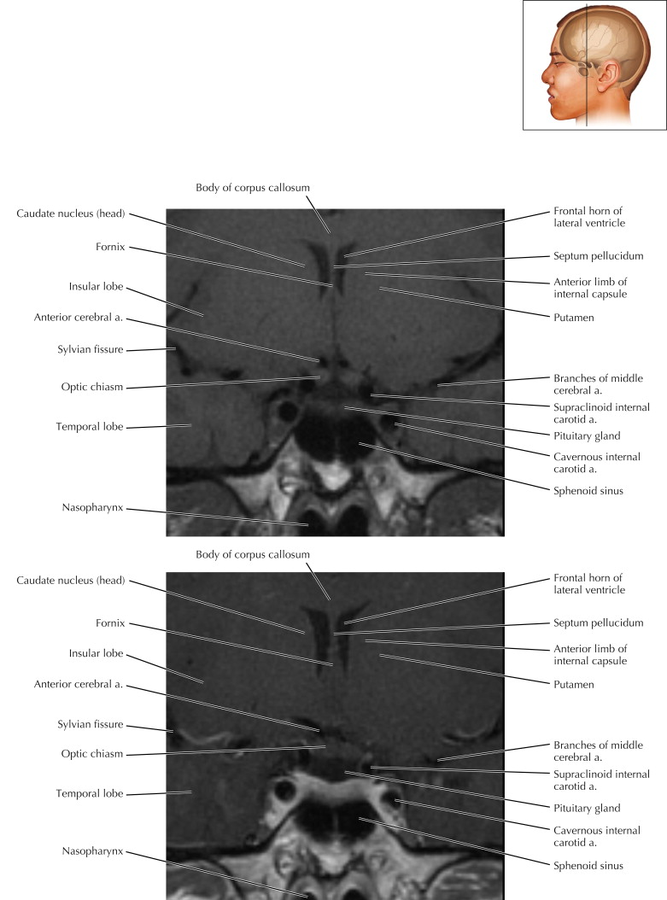 Body of corpus callosum
Caudate nucleus (head)
Fornix
Insular lobe
Anterior cerebral a.
Sylvian fissure
Optic chiasm
Temporal lobe
Nasopharynx
Frontal horn of
lateral ventricle
Septum pellucidum
Anterior limb of
internal capsule
Putamen
Branches of middle
cerebral a.
Supraclinoid internal
carotid a.
Pituitary gland
Cavernous internal
carotid a.
Sphenoid sinus
Body of corpus callosum
Caudate nucleus (head)
Fornix
Insular lobe
Anterior cerebral a.
Sylvian fissure
Optic chiasm
Temporal lobe
Nasopharynx
Frontal horn of
lateral ventricle
Septum pellucidum
Anterior limb of
internal capsule
Putamen
Branches of middle
cerebral a.
Supraclinoid internal
carotid a.
Pituitary gland
Cavernous internal
carotid a.
Sphenoid sinus